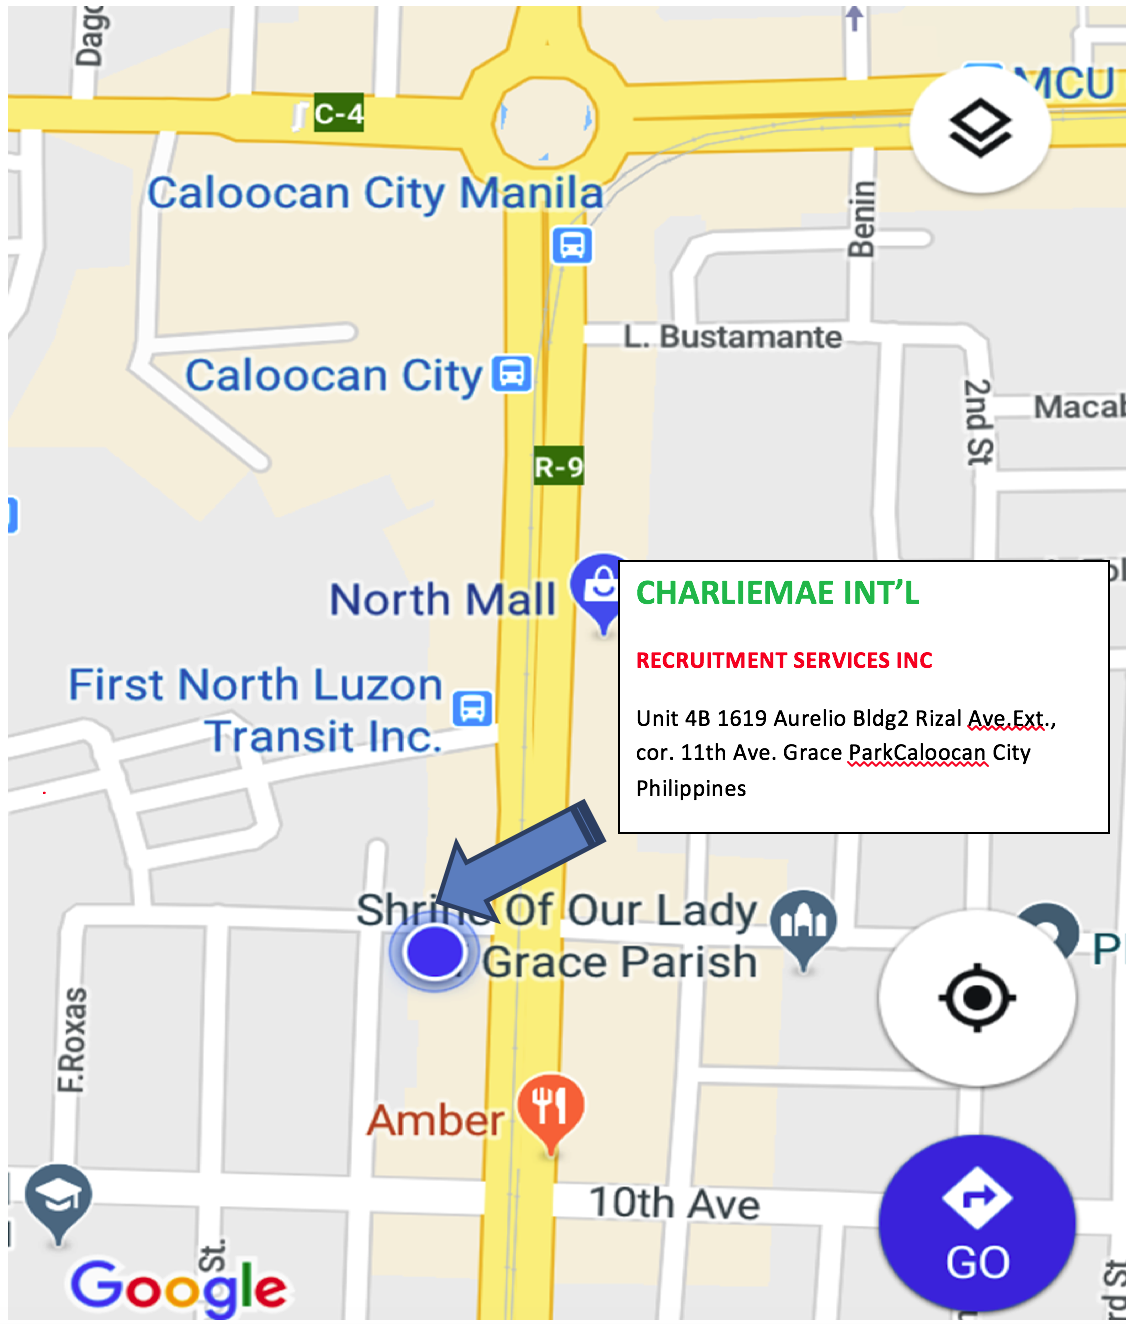 Dago
C-4
MCU
Caloocan City Manila
Benin
L. Bustamante
Caloocan City
2nd St
Macab
R-9
North Mall
CHARLIEMAE INT'L
RECRUITMENT SERVICES INC
Unit 4B 1619 Aurelio Bldg2 Rizal Ave,Ext.,
cor. 11th Ave. Grace ParkCaloocan City
Philippines
First North Luzon
Transit Inc.
Shrine Of Our Lady
Grace Parish
F.Roxas
Amber
10th Ave
GO
St.
rd St
Google